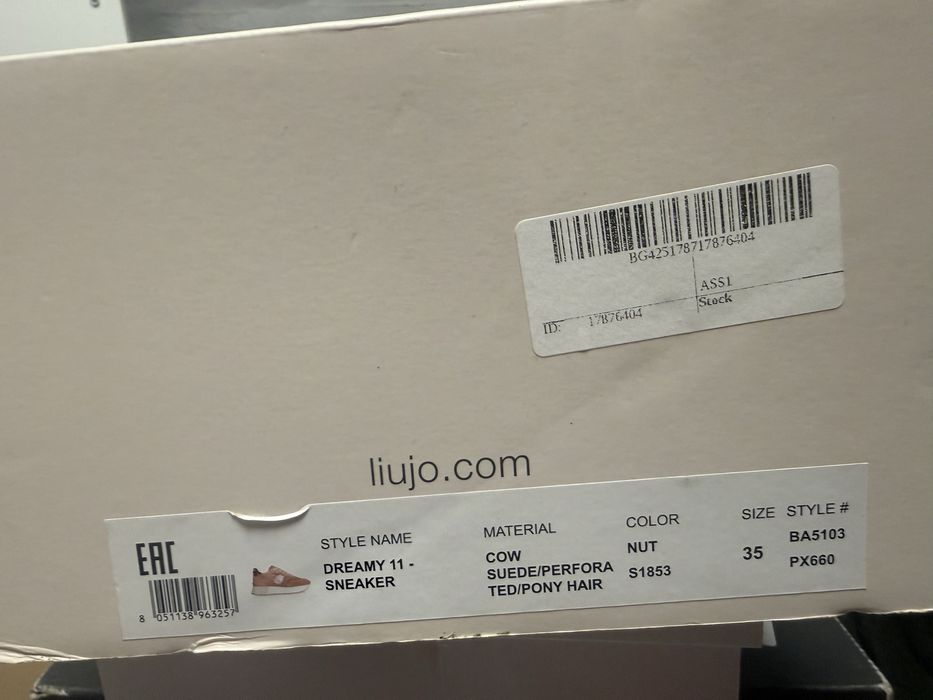 BG425178717876404
ASS1
ID: 17876404 Stock
liujo.com
EAC
8 051138 963257
STYLE NAME
DREAMY 11 -
SNEAKER
MATERIAL
COW
SUEDE/PERFORA
TED/PONY HAIR
COLOR
NUT
S1853
SIZE
35
STYLE #
BA5103
PX660